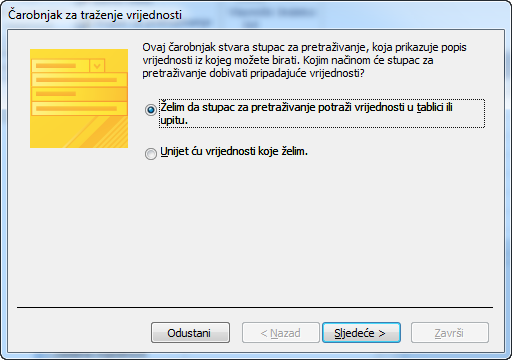 Čarobnjak za traženje vrijednosti
Ovaj čarobnjak stvara stupac za pretraživanje, koja prikazuje popis
vrijednosti iz kojeg možete birati. Kojim načinom će stupac za
pretraživanje dobivati pripadajuće vrijednosti?
Želim da stupac za pretraživanje potraži vrijednosti u tablici ili
upitu.
Unijet ću vrijednosti koje želim.
Odustani
< Nazad
Sljedeće >
Završi